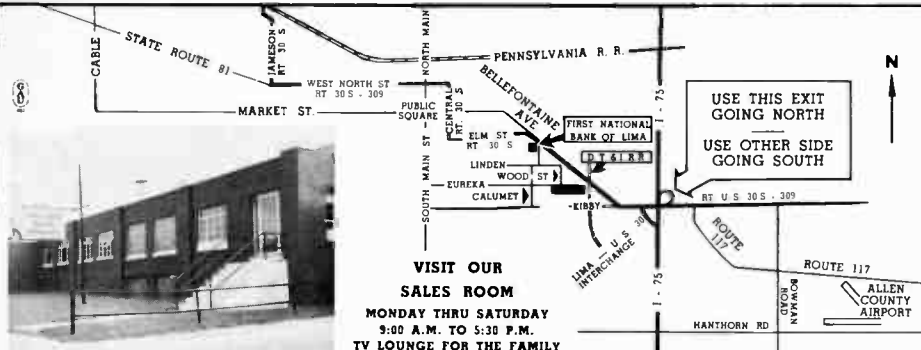 CABLE
STATE ROUTE 81
JAMESON
RT 30 S
NORTH MAIN
PENNSYLVANIA R. R.
WEST NORTH ST
RT 30 S - 309
CENTRAL
RT. 30 S
MARKET ST.
PUBLIC
SQUARE
BELLEFONTAINE
AVE
FIRST NATIONAL
BANK OF LIMA
ELM ST
RT 30 S
D T & I R R
LINDEN
WOOD ST
EUREKA
CALUMET
SOUTH MAIN ST
KIBBY
I - 75
N
USE THIS EXIT
GOING NORTH
USE OTHER SIDE
GOING SOUTH
RT U S 30 S - 309
LIMA - U S 30
INTERCHANGE
I - 75
ROUTE
117
ROUTE 117
BOWMAN
ROAD
ALLEN
COUNTY
AIRPORT
HANTHORN RD
VISIT OUR
SALES ROOM
MONDAY THRU SATURDAY
9:00 A.M. TO 5:30 P.M.
TV LOUNGE FOR THE FAMILY